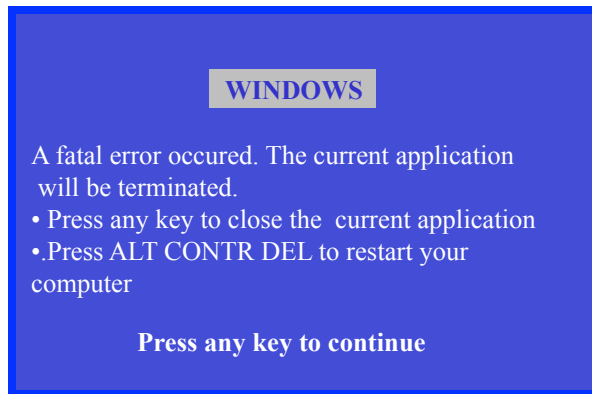 WINDOWS
A fatal error occured. The current application
will be terminated.
• Press any key to close the current application
•.Press ALT CONTR DEL to restart your
computer
Press any key to continue